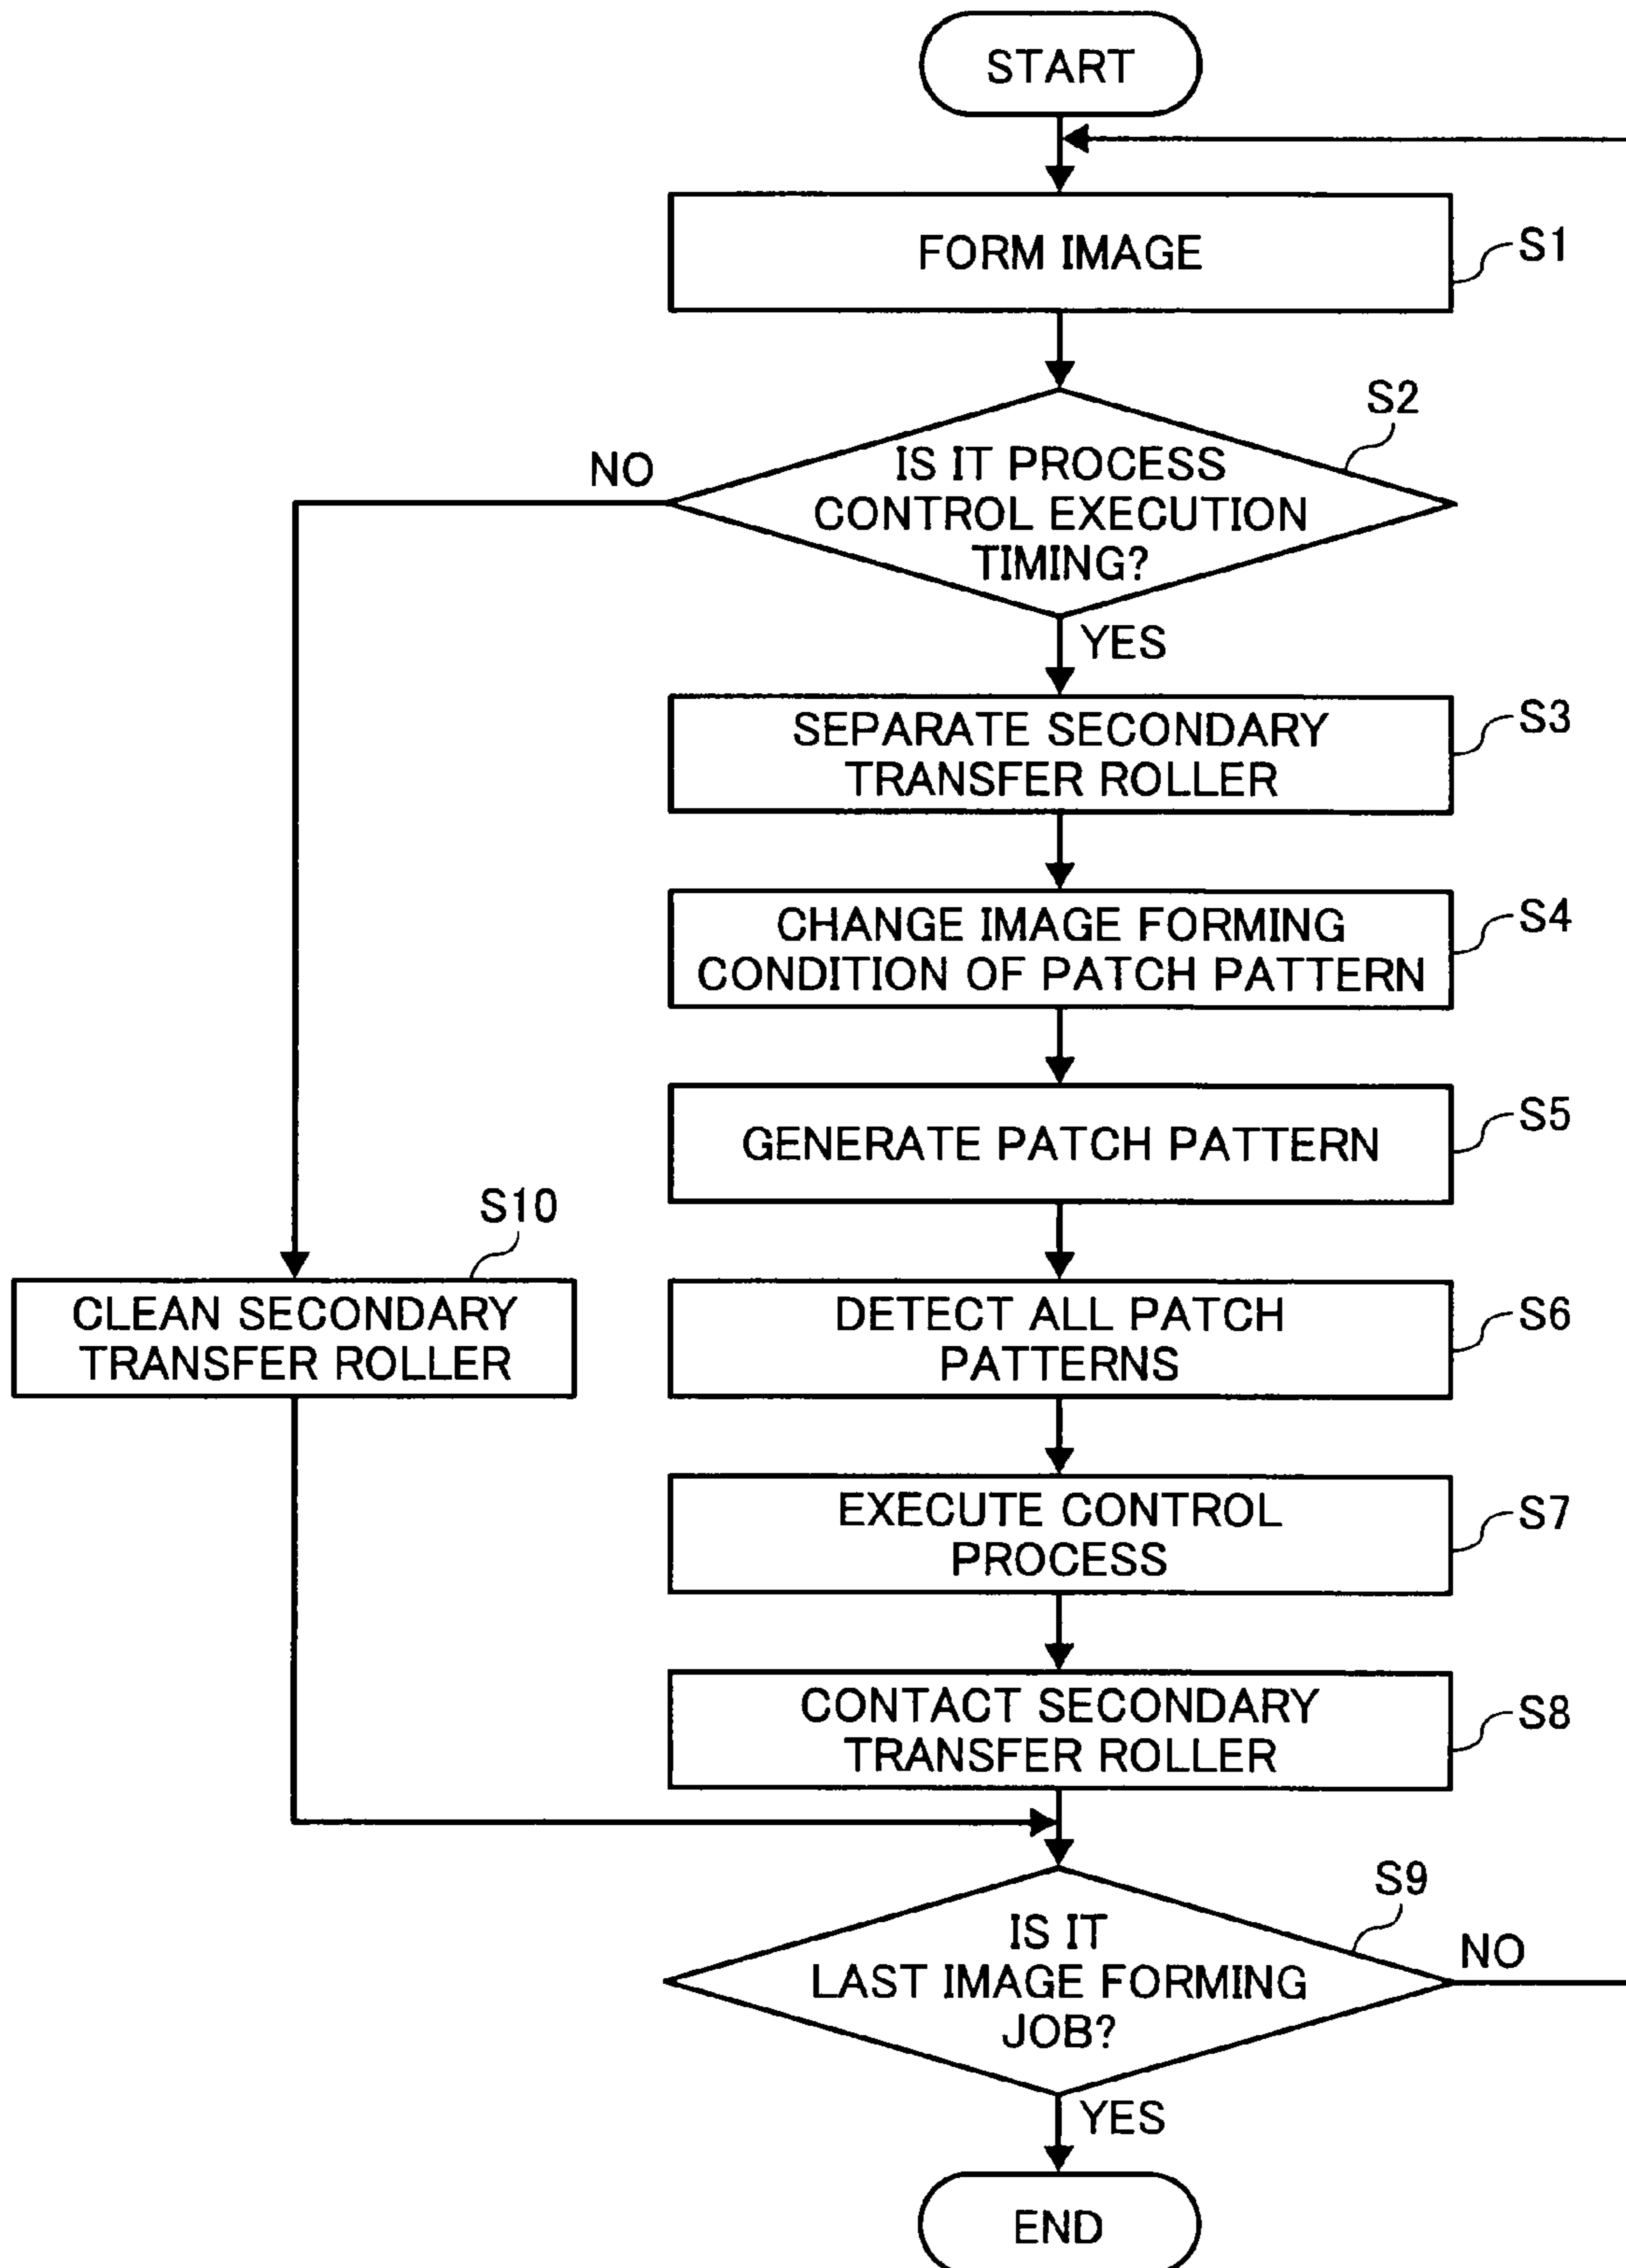 START
FORM IMAGE
S1
S2
IS IT PROCESS
CONTROL EXECUTION
TIMING?
NO
YES
SEPARATE SECONDARY
TRANSFER ROLLER
S3
CHANGE IMAGE FORMING
CONDITION OF PATCH PATTERN
S4
GENERATE PATCH PATTERN
S5
S10
CLEAN SECONDARY
TRANSFER ROLLER
DETECT ALL PATCH
PATTERNS
S6
EXECUTE CONTROL
PROCESS
S7
CONTACT SECONDARY
TRANSFER ROLLER
S8
S9
IS IT
LAST IMAGE FORMING
JOB?
NO
YES
END